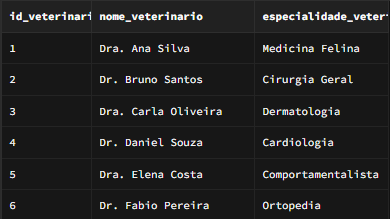 id_veterinari nome_veterinario especialidade_veter
1 Dra. Ana Silva Medicina Felina
2 Dr. Bruno Santos Cirurgia Geral
3 Dra. Carla Oliveira Dermatologia
4 Dr. Daniel Souza Cardiologia
5 Dra. Elena Costa Comportamentalista
6 Dr. Fabio Pereira Ortopedia